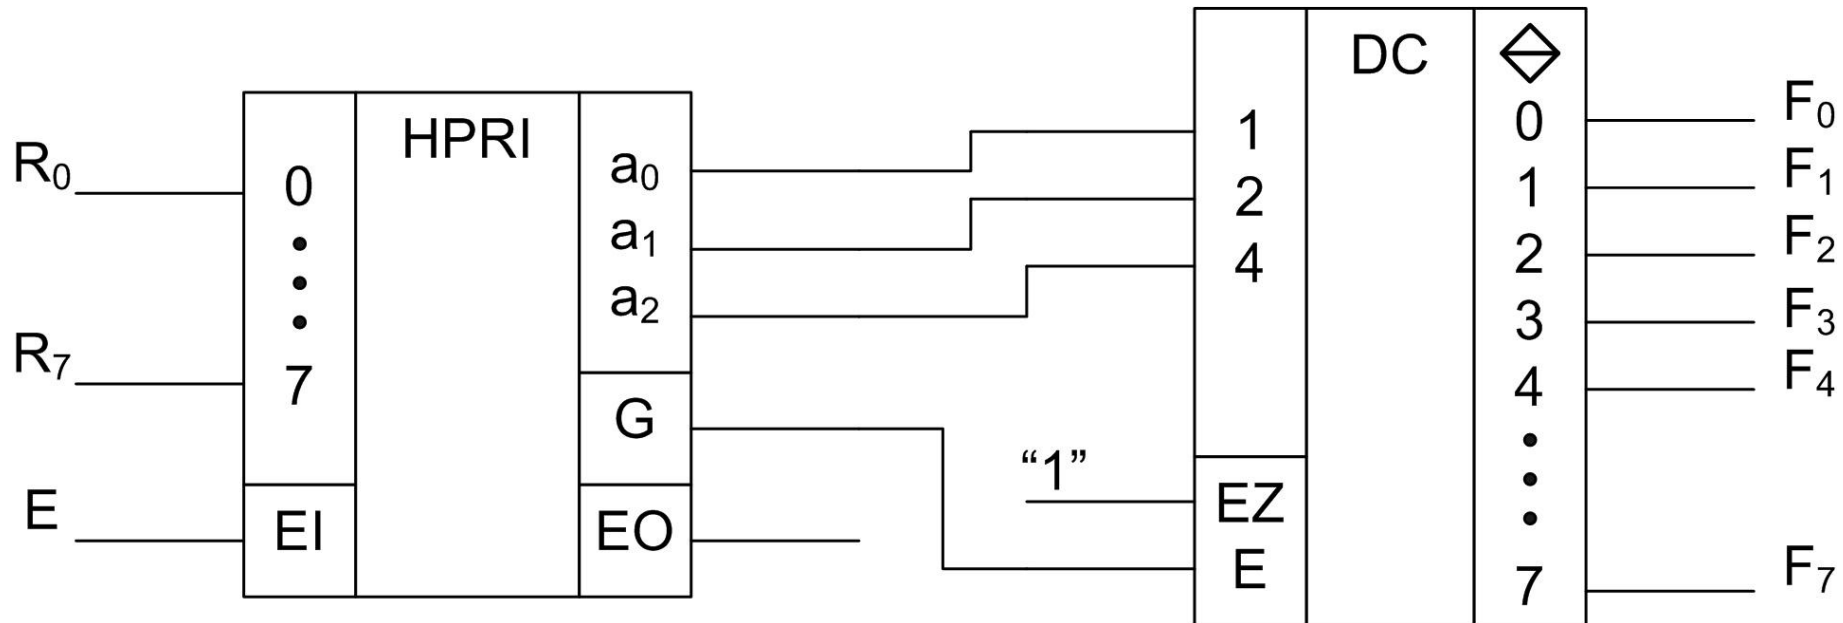 HPRI
R₀
0
R₇
7
E
EI
a₀
a₁
a₂
G
EO
“1”
DC
1
2
4
EZ
E
0
1
2
3
4
7
F₀
F₁
F₂
F₃
F₄
F₇